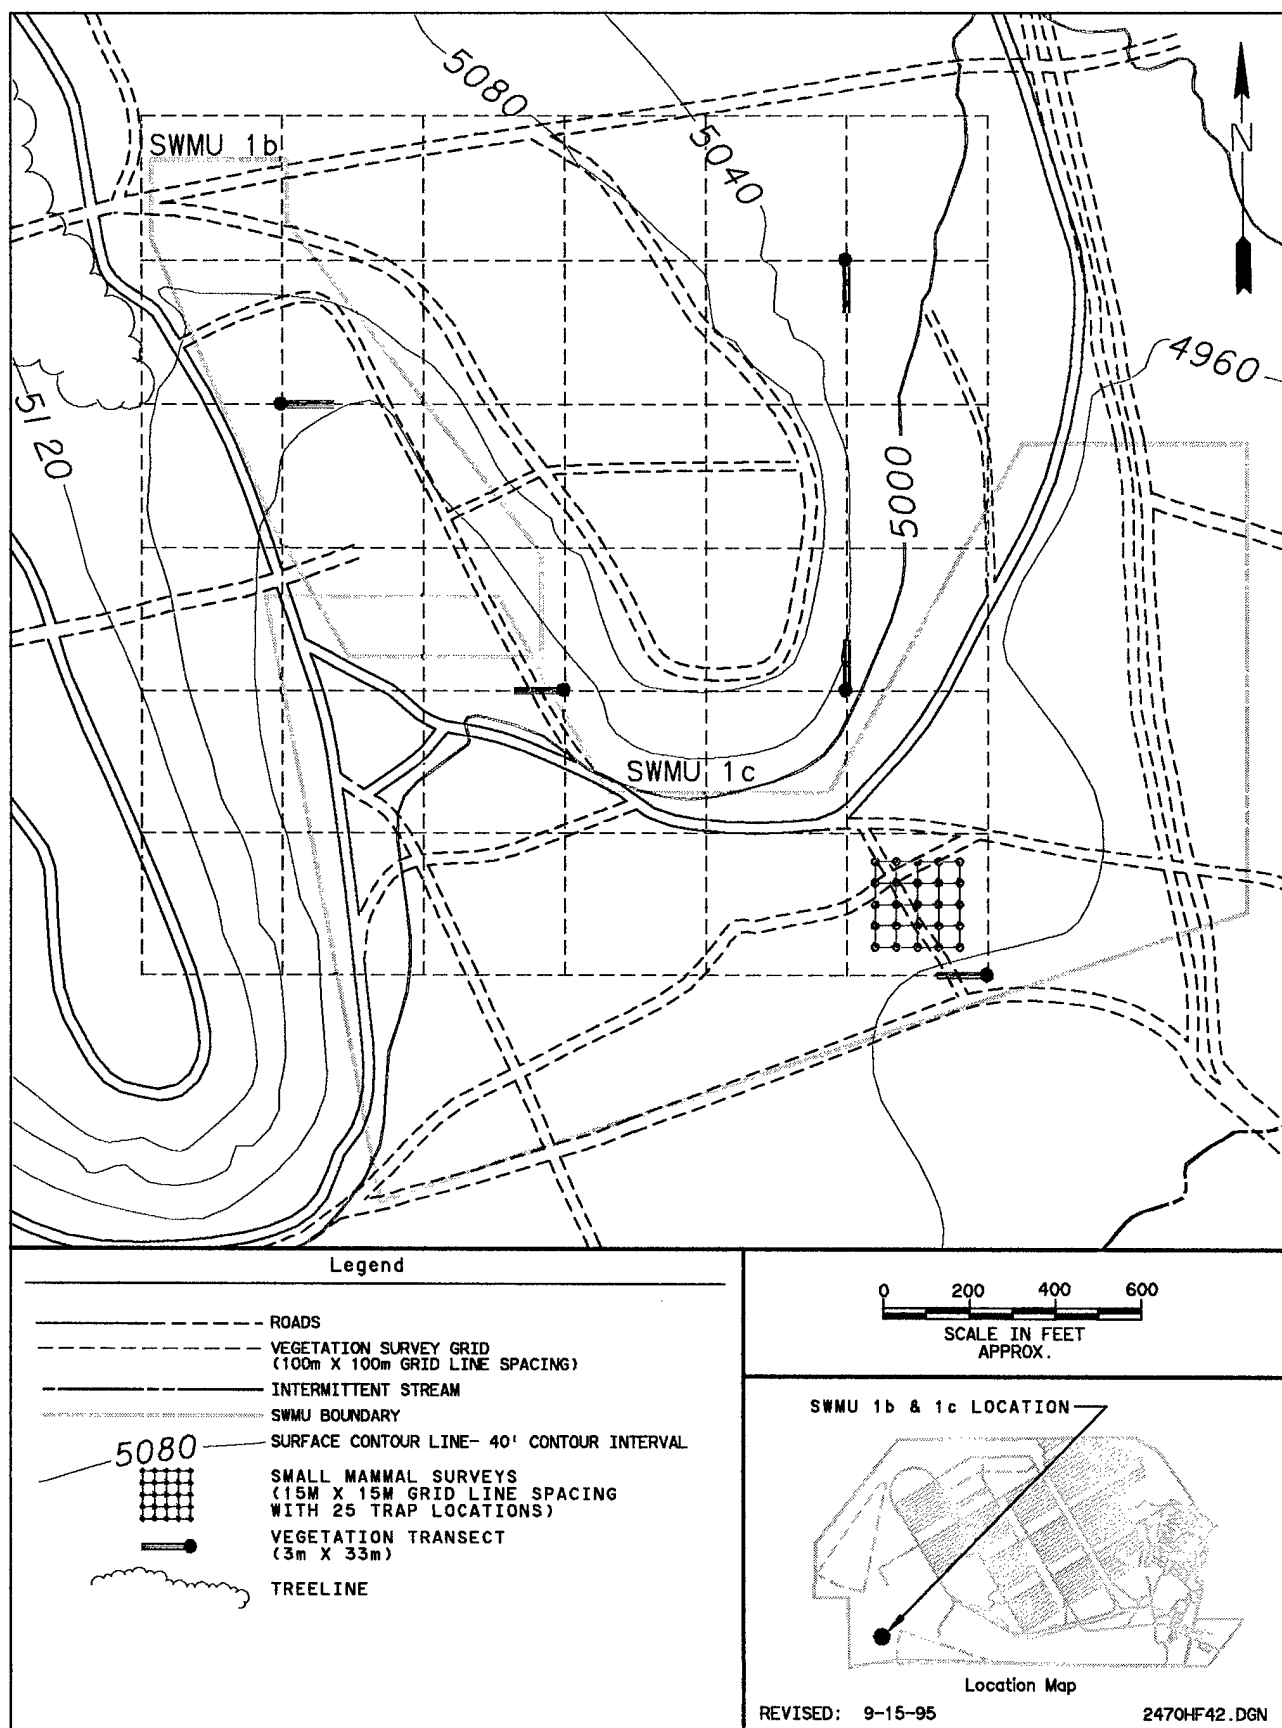 5080
5040
SWMU 1b
N
4960
51 20
5000
SWMU 1c
Legend
ROADS
VEGETATION SURVEY GRID
(100m X 100m GRID LINE SPACING)
INTERMITTENT STREAM
SWMU BOUNDARY
5080
SURFACE CONTOUR LINE- 40' CONTOUR INTERVAL
SMALL MAMMAL SURVEYS
(15M X 15M GRID LINE SPACING
WITH 25 TRAP LOCATIONS)
VEGETATION TRANSECT
(3m X 33m)
TREELINE
0 200 400 600
SCALE IN FEET
APPROX.
SWMU 1b & 1c LOCATION
Location Map
REVISED: 9-15-95
2470HF42.DGN